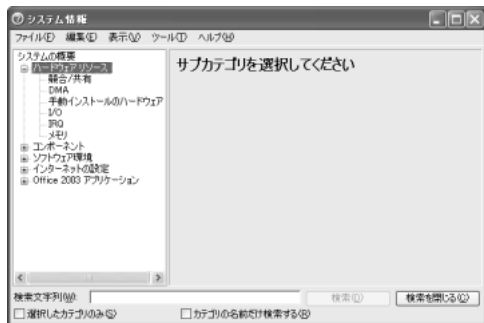 システム情報
ファイル(F) 編集(E) 表示(V) ツール(T) ヘルプ(H)
システムの概要
ハードウェア リソース
競合/共有
DMA
手動インストールのハードウェア
I/O
IRQ
メモリ
コンポーネント
ソフトウェア環境
インターネットの設定
Office 2003 アプリケーション
サブカテゴリを選択してください
検索文字列(W):
検索(D)
検索を閉じる(C)
選択したカテゴリのみ(S)
カテゴリの名前だけ検索する(R)